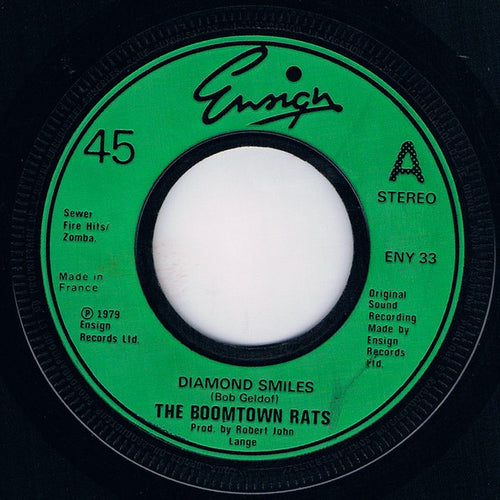 Ensign
45
A
STEREO
Sewer
Fire Hits/
Zomba.
ENY 33
Made in
France
℗ 1979
Ensign
Records Ltd.
Original
Sound
Recording
Made by
Ensign
Records
Ltd.
DIAMOND SMILES
(Bob Geldof)
THE BOOMTOWN RATS
Prod. by Robert John
Lange